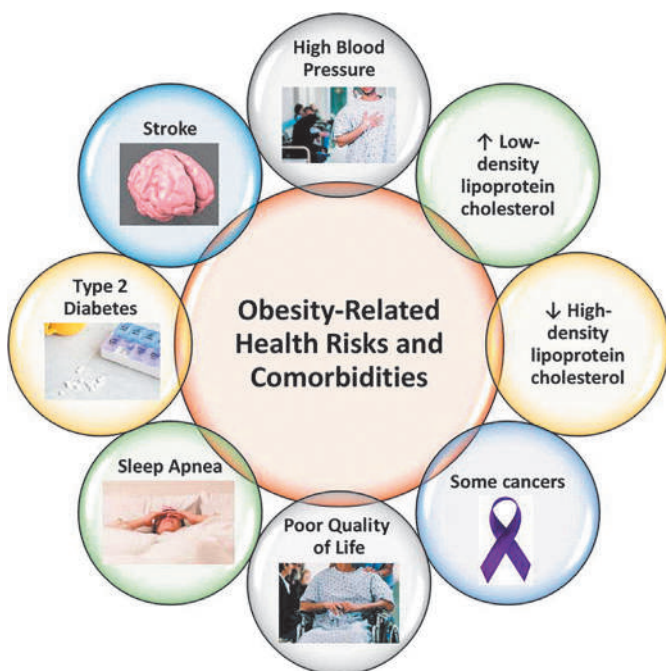 Obesity-Related
Health Risks and
Comorbidities
High Blood
Pressure
↑ Low-
density
lipoprotein
cholesterol
↓ High-
density
lipoprotein
cholesterol
Some cancers
Poor Quality
of Life
Sleep Apnea
Type 2
Diabetes
Stroke